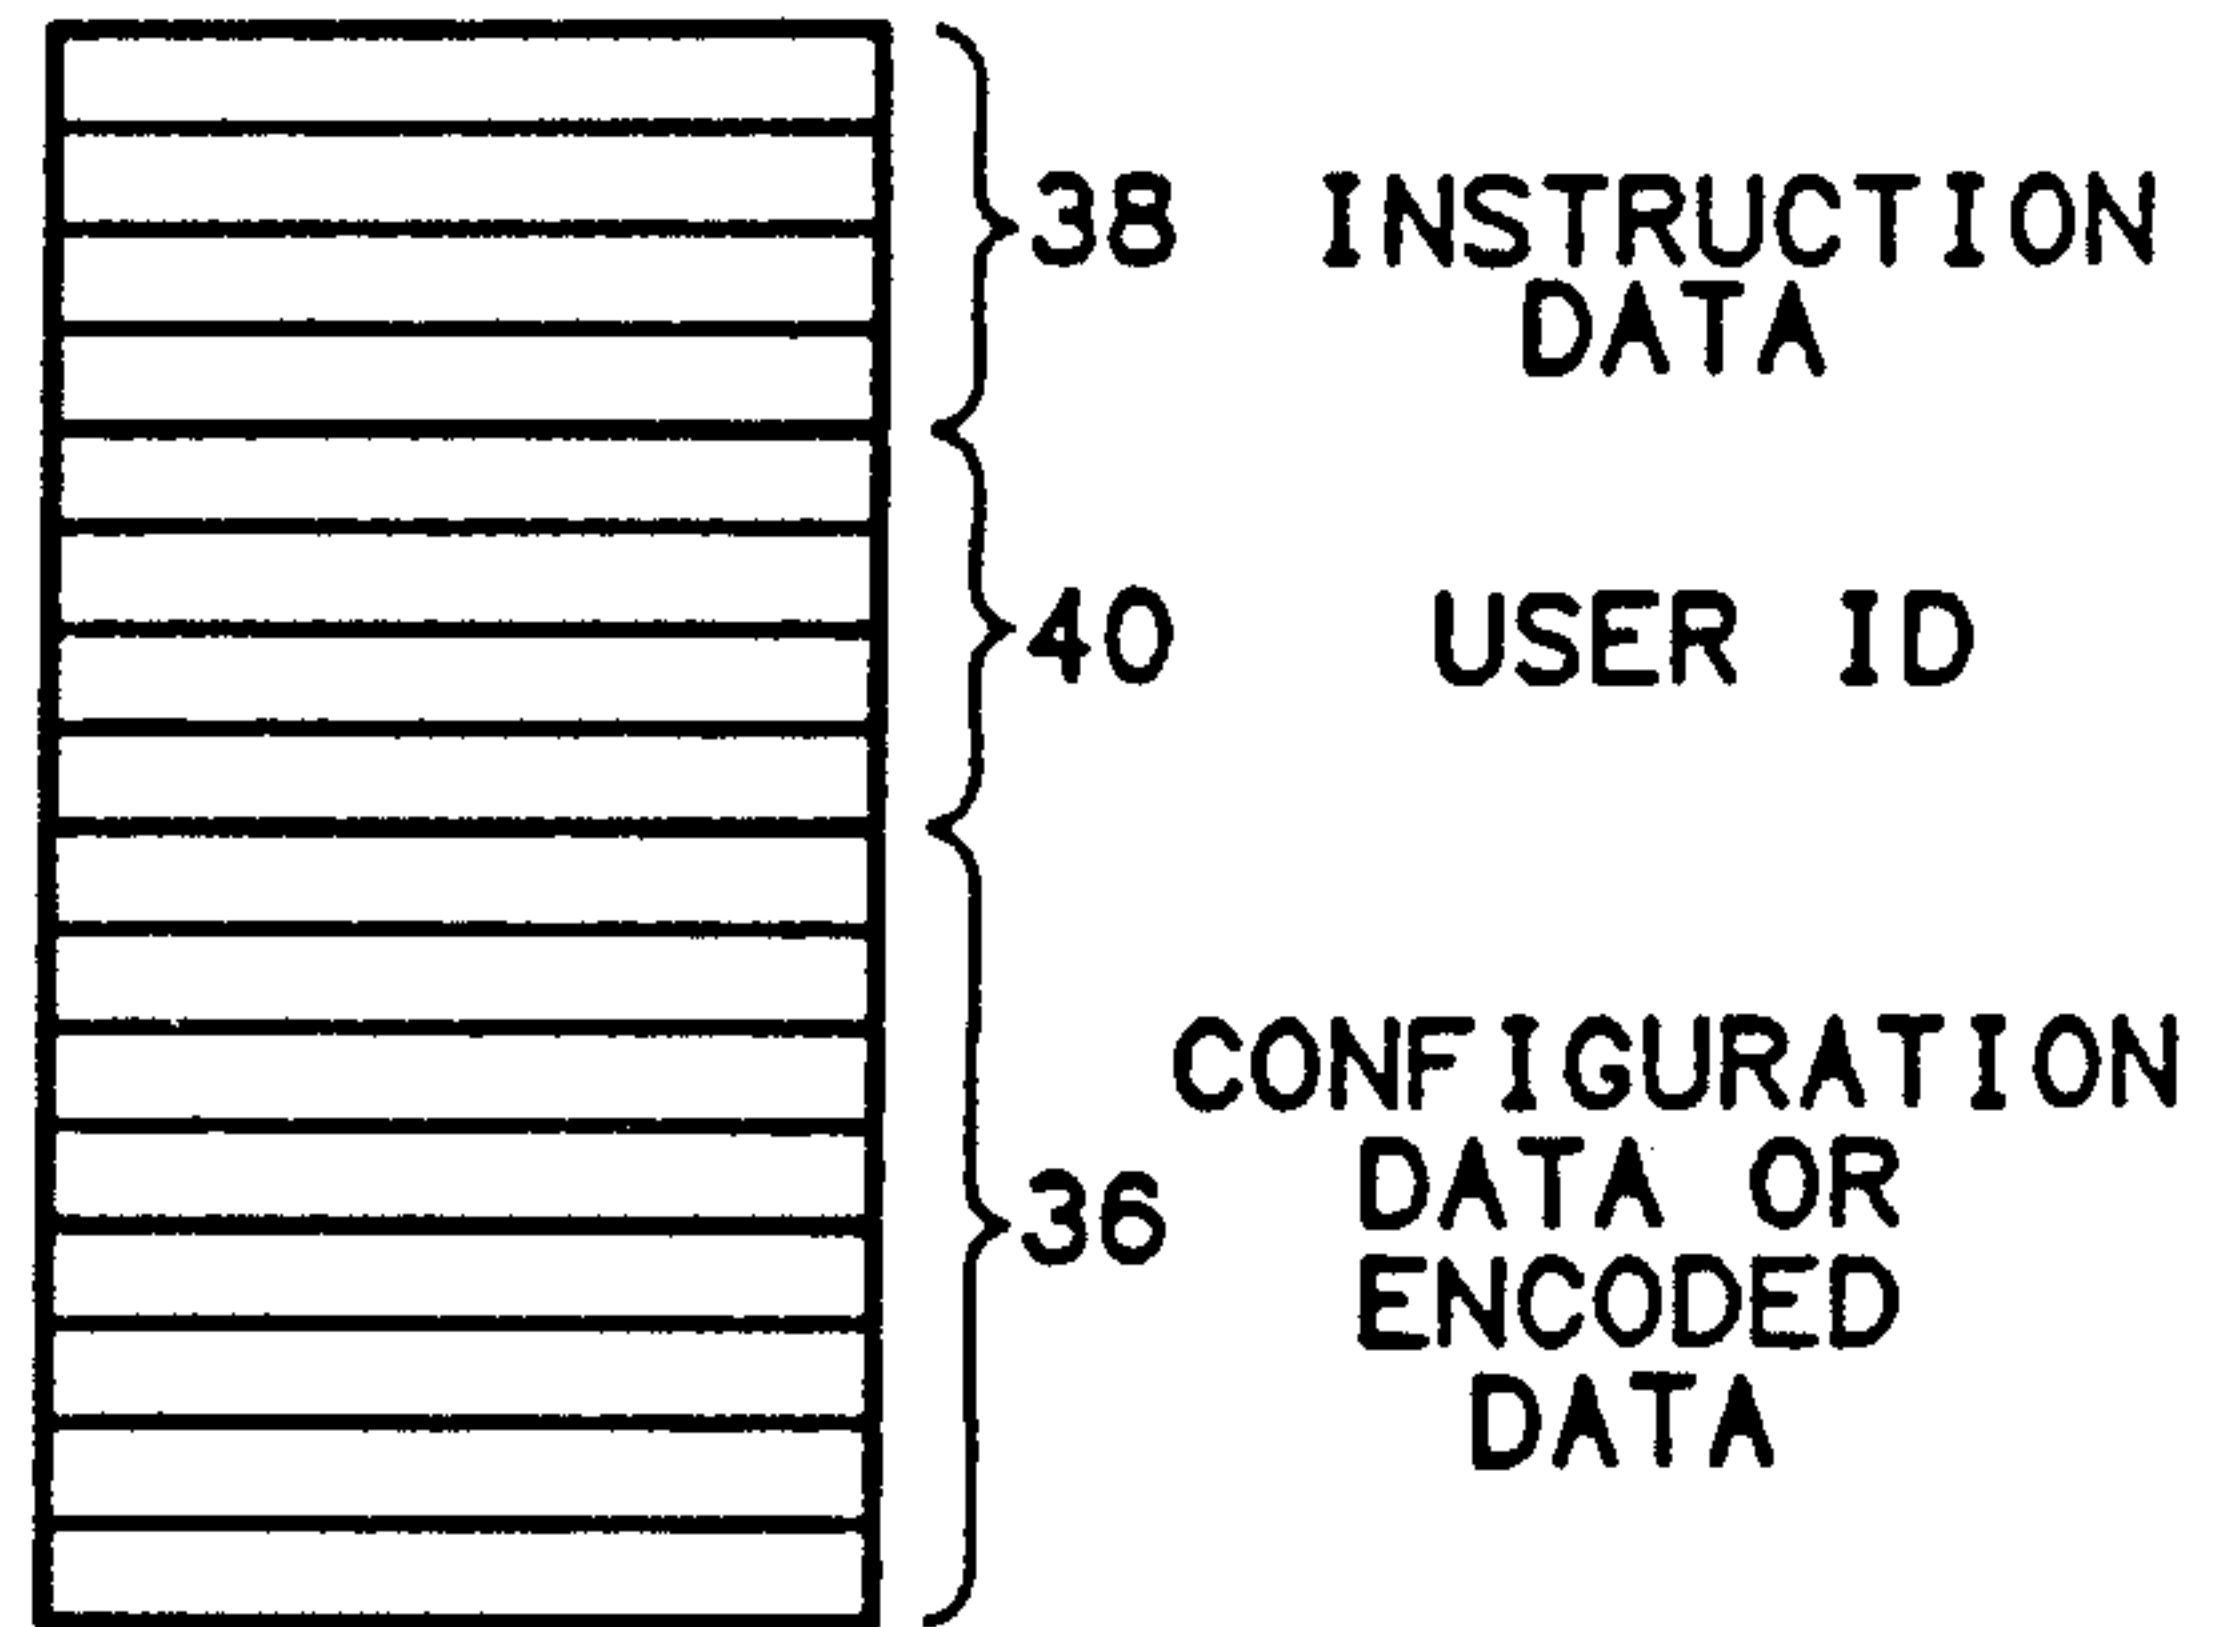 38 INSTRUCTION
DATA
40 USER ID
CONFIGURATION
DATA OR
36
ENCODED
DATA